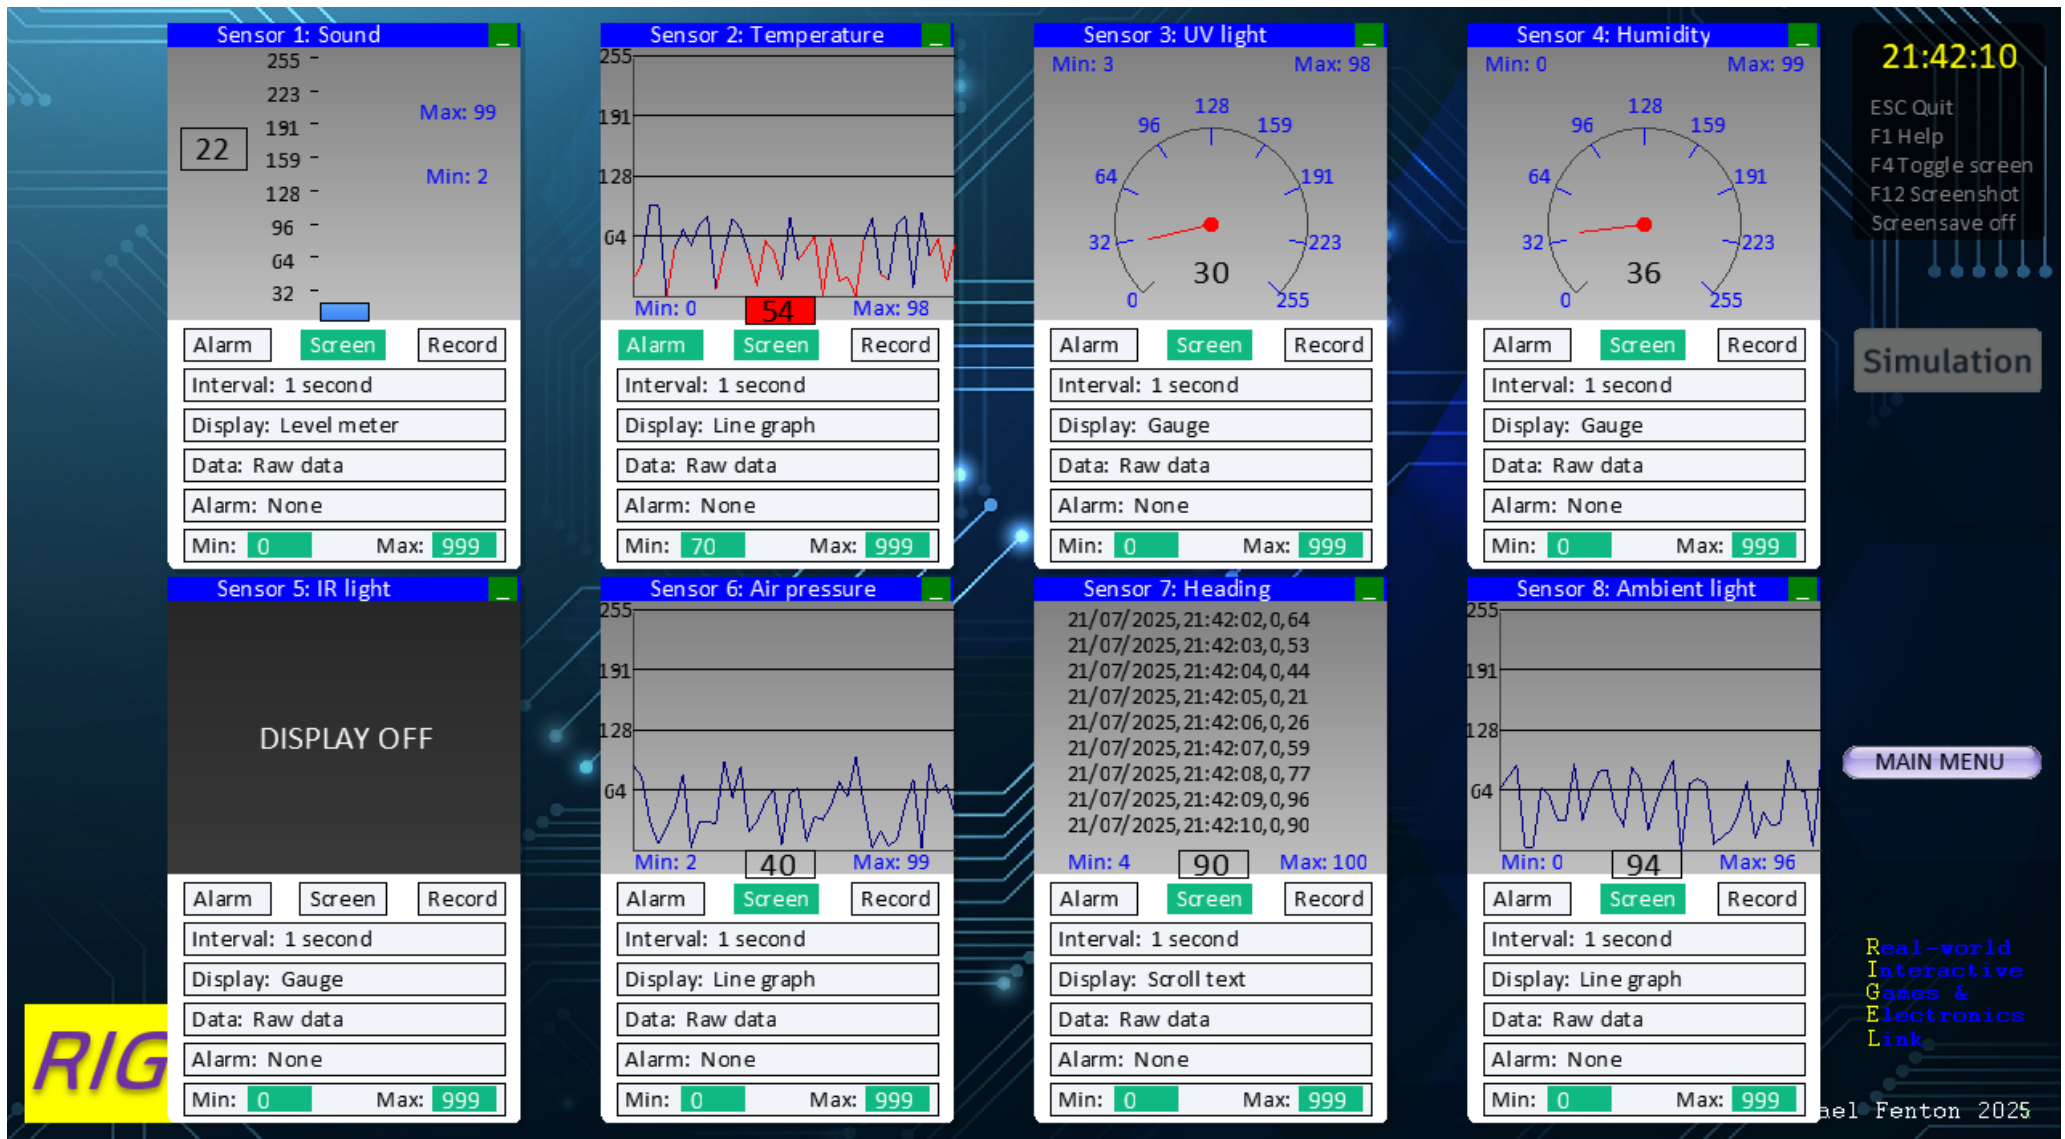 Sensor 1: Sound _
255
223
191
159
128
96
64
32
22
Max: 99
Min: 2
Alarm Screen Record
Interval: 1 second
Display: Level meter
Data: Raw data
Alarm: None
Min: 0 Max: 999
Sensor 2: Temperature _
255
191
128
64
Min: 0 54 Max: 98
Alarm Screen Record
Interval: 1 second
Display: Line graph
Data: Raw data
Alarm: None
Min: 70 Max: 999
Sensor 3: UV light _
Min: 3 Max: 98
128
96 159
64 191
32 223
30
0 255
Alarm Screen Record
Interval: 1 second
Display: Gauge
Data: Raw data
Alarm: None
Min: 0 Max: 999
Sensor 4: Humidity _
Min: 0 Max: 99
128
96 159
64 191
32 223
36
0 255
Alarm Screen Record
Interval: 1 second
Display: Gauge
Data: Raw data
Alarm: None
Min: 0 Max: 999
21:42:10
ESC Quit
F1 Help
F4 Toggle screen
F12 Screenshot
Screensave off
Simulation
Sensor 5: IR light _
DISPLAY OFF
Alarm Screen Record
Interval: 1 second
Display: Gauge
Data: Raw data
Alarm: None
Min: 0 Max: 999
Sensor 6: Air pressure _
255
191
128
64
Min: 2 40 Max: 99
Alarm Screen Record
Interval: 1 second
Display: Line graph
Data: Raw data
Alarm: None
Min: 0 Max: 999
Sensor 7: Heading _
21/07/2025,21:42:02,0,64
21/07/2025,21:42:03,0,53
21/07/2025,21:42:04,0,44
21/07/2025,21:42:05,0,21
21/07/2025,21:42:06,0,26
21/07/2025,21:42:07,0,59
21/07/2025,21:42:08,0,77
21/07/2025,21:42:09,0,96
21/07/2025,21:42:10,0,90
Min: 4 90 Max: 100
Alarm Screen Record
Interval: 1 second
Display: Scroll text
Data: Raw data
Alarm: None
Min: 0 Max: 999
Sensor 8: Ambient light _
255
191
128
64
Min: 0 94 Max: 96
Alarm Screen Record
Interval: 1 second
Display: Line graph
Data: Raw data
Alarm: None
Min: 0 Max: 999
MAIN MENU
Real-world
Interactive
Games &
Electronics
Link
RIG
ael Fenton 2025